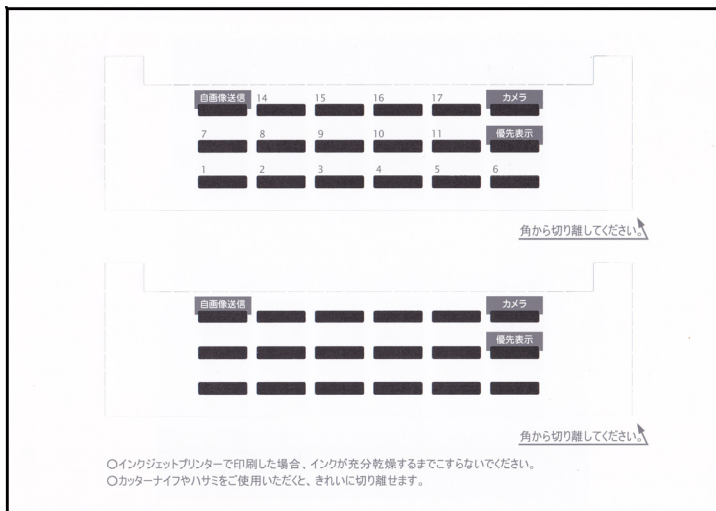 自画像送信 14 15 16 17 カメラ
7 8 9 10 11 優先表示
1 2 3 4 5 6
角から切り離してください。
自画像送信 カメラ
優先表示
角から切り離してください。
○インクジェットプリンターで印刷した場合、インクが充分乾燥するまでこすらないでください。
○カッターナイフやハサミをご使用いただくと、きれいに切り離せます。